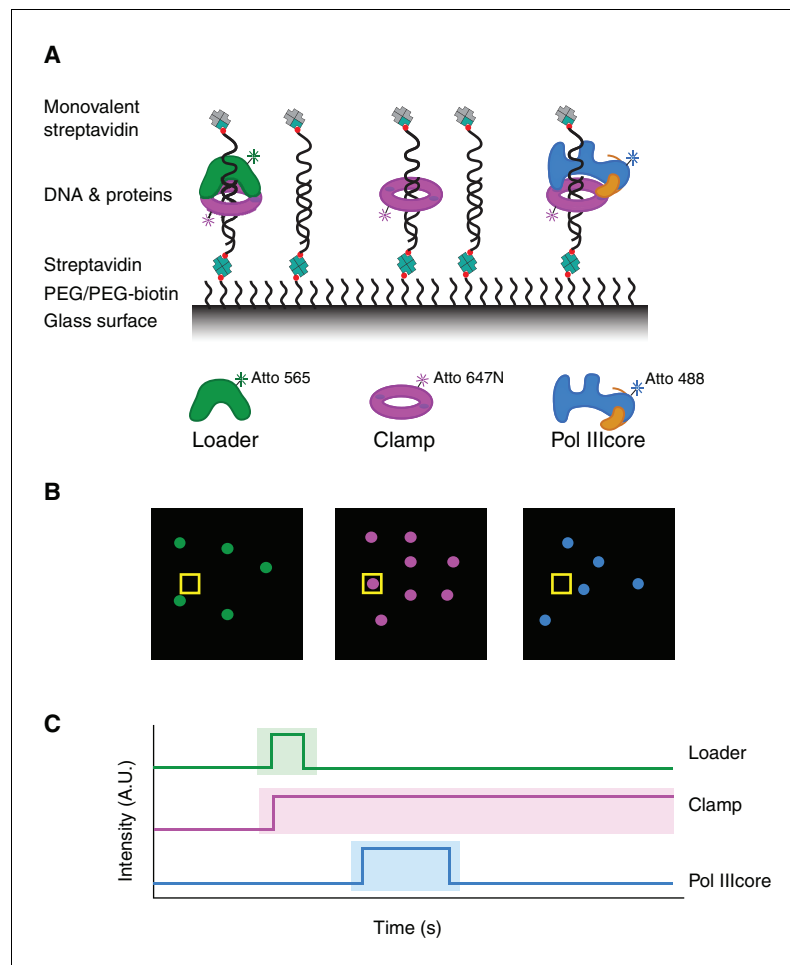 A
Monovalent
streptavidin
DNA & proteins
Streptavidin
PEG/PEG-biotin
Glass surface
Atto 565
Atto 647N
Atto 488
Loader
Clamp
Pol IIIcore
B
C
Intensity (A.U.)
Loader
Clamp
Pol IIIcore
Time (s)